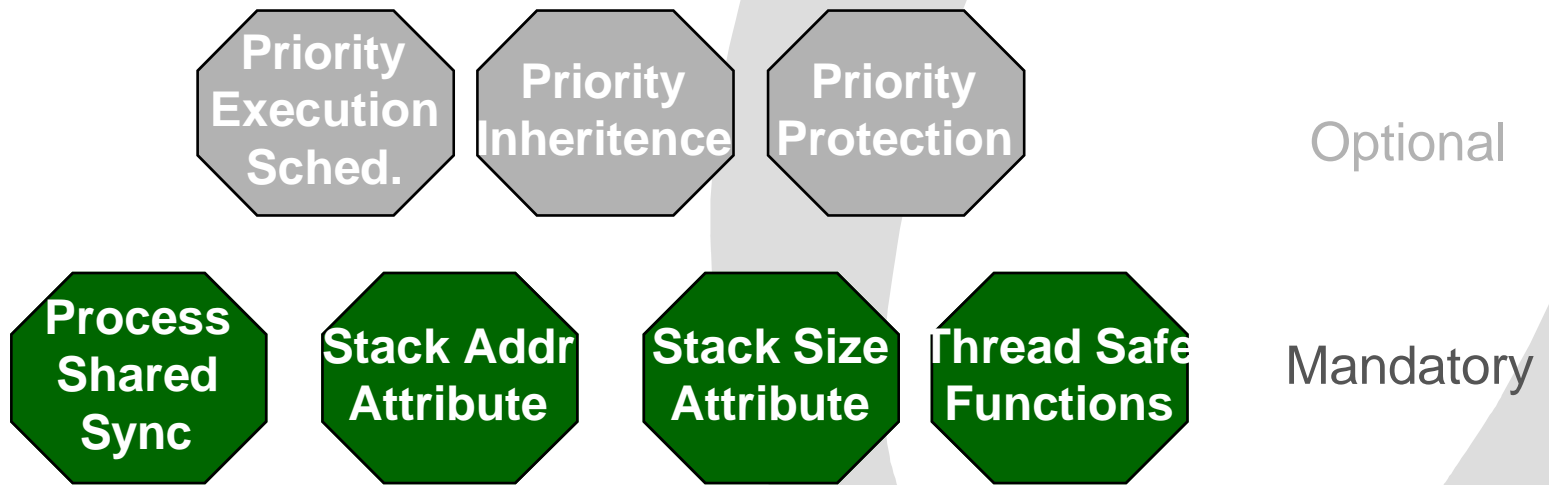 Priority
Execution
Sched.
Priority
Inheritence
Priority
Protection
Optional
Process
Shared
Sync
Stack Addr
Attribute
Stack Size
Attribute
Thread Safe
Functions
Mandatory